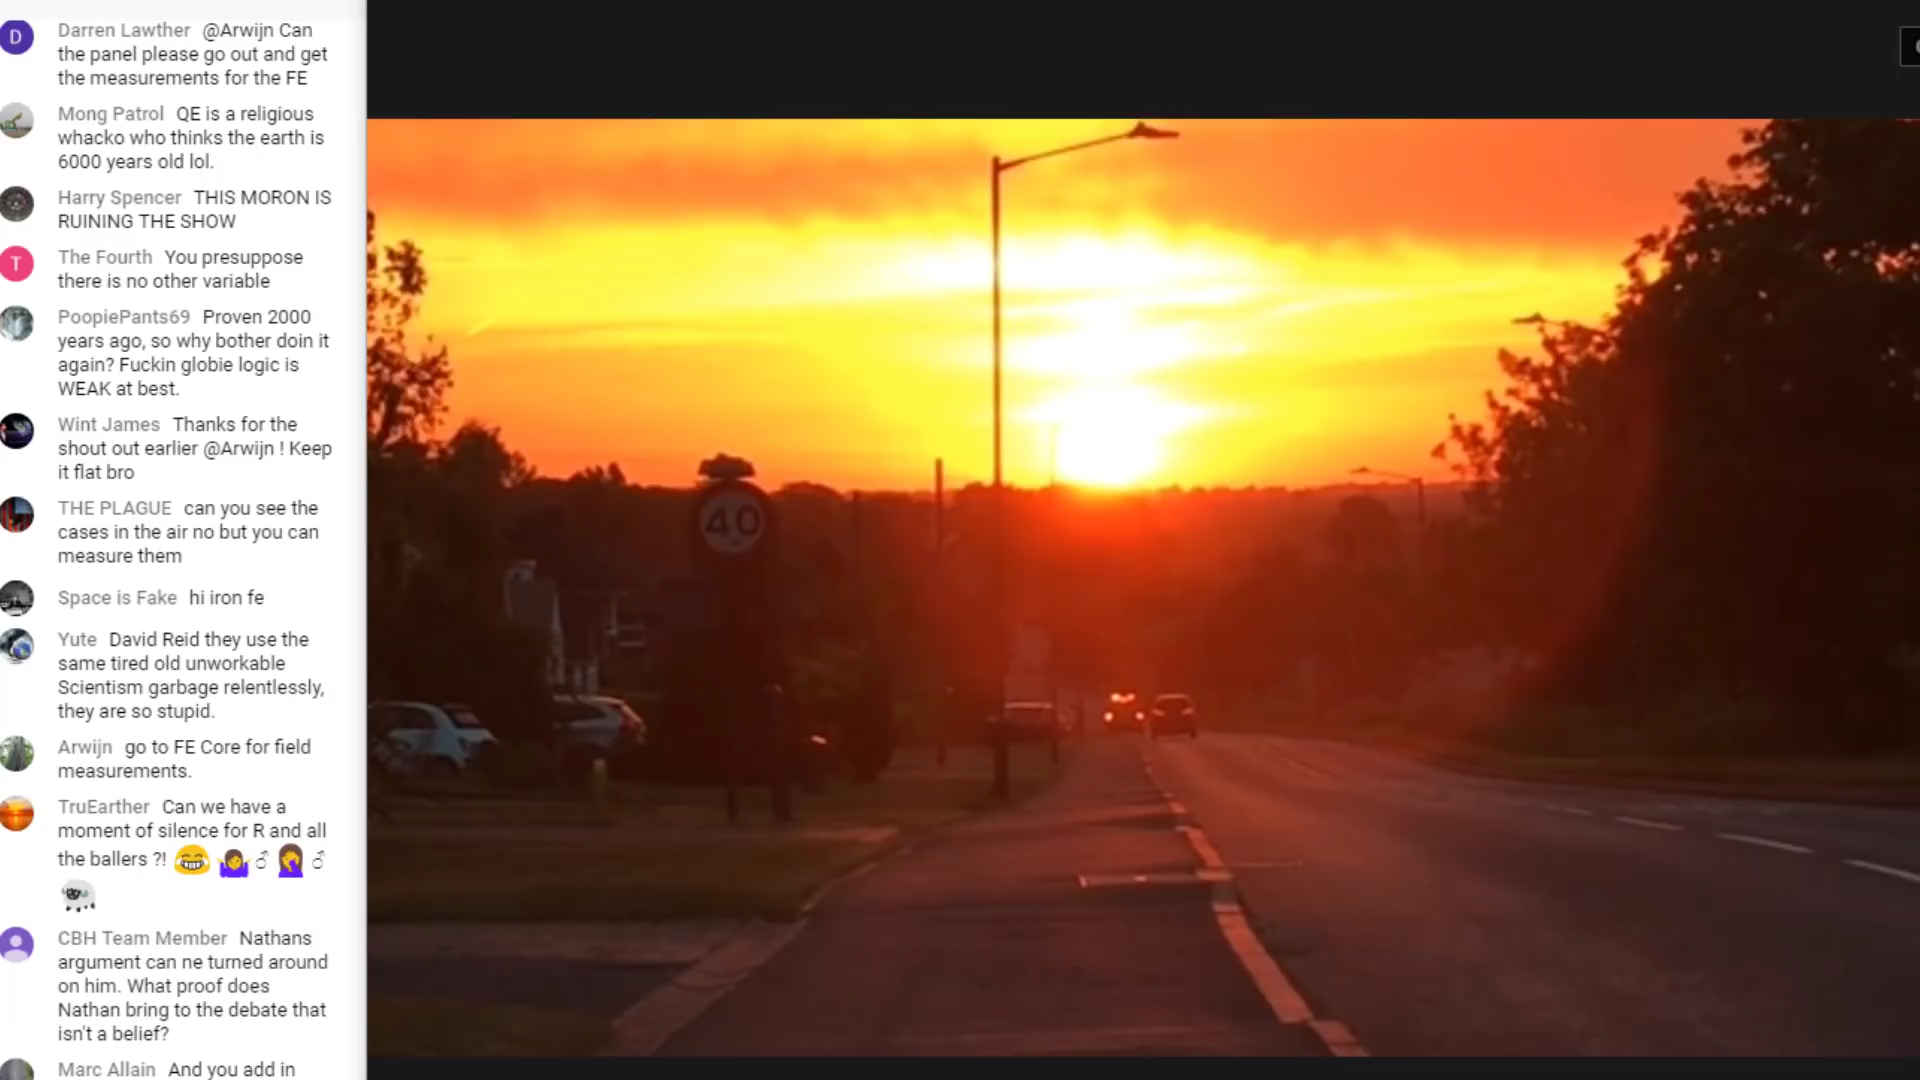 D
Darren Lawther @Arwijn Can
the panel please go out and get
the measurements for the FE
Mong Patrol QE is a religious
whacko who thinks the earth is
6000 years old lol.
Harry Spencer THIS MORON IS
RUINING THE SHOW
T
The Fourth You presuppose
there is no other variable
PoopiePants69 Proven 2000
years ago, so why bother doin it
again? Fuckin globie logic is
WEAK at best.
Wint James Thanks for the
shout out earlier @Arwijn ! Keep
it flat bro
THE PLAGUE can you see the
cases in the air no but you can
measure them
Space is Fake hi iron fe
Yute David Reid they use the
same tired old unworkable
Scientism garbage relentlessly,
they are so stupid.
Arwijn go to FE Core for field
measurements.
TruEarther Can we have a
moment of silence for R and all
the ballers ?! 😂 🤷 ♂ 🤦 ♂
🐑
CBH Team Member Nathans
argument can ne turned around
on him. What proof does
Nathan bring to the debate that
isn't a belief?
Marc Allain And you add in
40